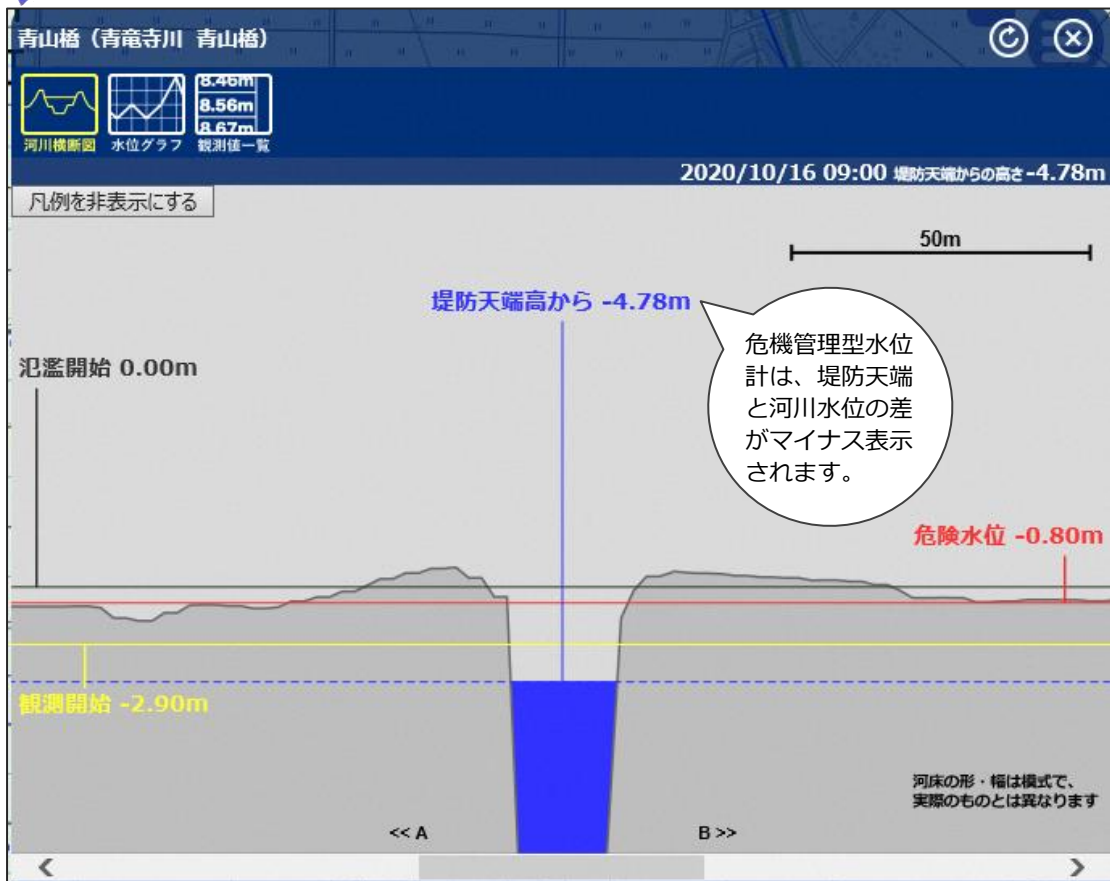 青山橋（青竜寺川 青山橋）
8.46m
8.56m
8.67m
河川横断図 水位グラフ 観測値一覧
2020/10/16 09:00 堤防天端からの高さ-4.78m
凡例を非表示にする
50m
堤防天端高から -4.78m
危機管理型水位
計は、堤防天端
と河川水位の差
がマイナス表示
されます。
氾濫開始 0.00m
危険水位 -0.80m
観測開始 -2.90m
河床の形・幅は模式で、
実際のものとは異なります
<< A
B >>